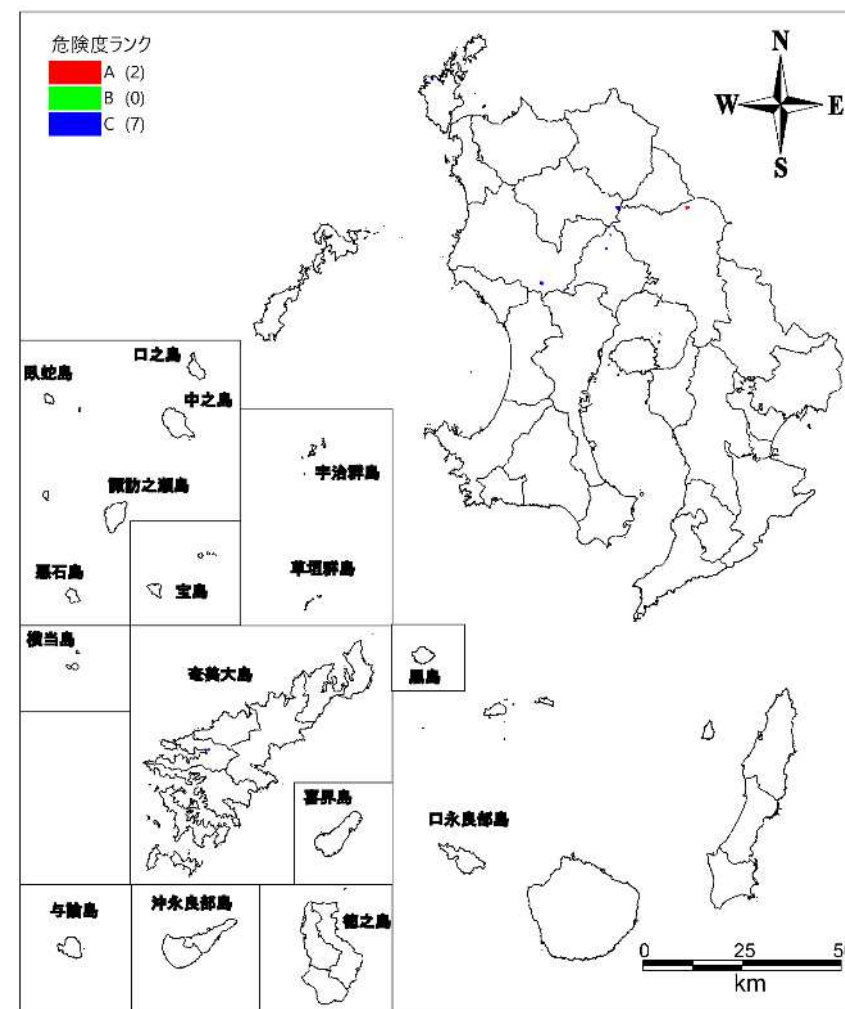 危険度ランク
A (2)
B (0)
C (7)
N
W
E
S
口之島
臥蛇島
中之島
諏訪之瀬島
宇治群島
悪石島
宝島
草垣群島
横当島
奄美大島
黒島
喜界島
口永良部島
与論島
沖永良部島
徳之島
0
25
50
km